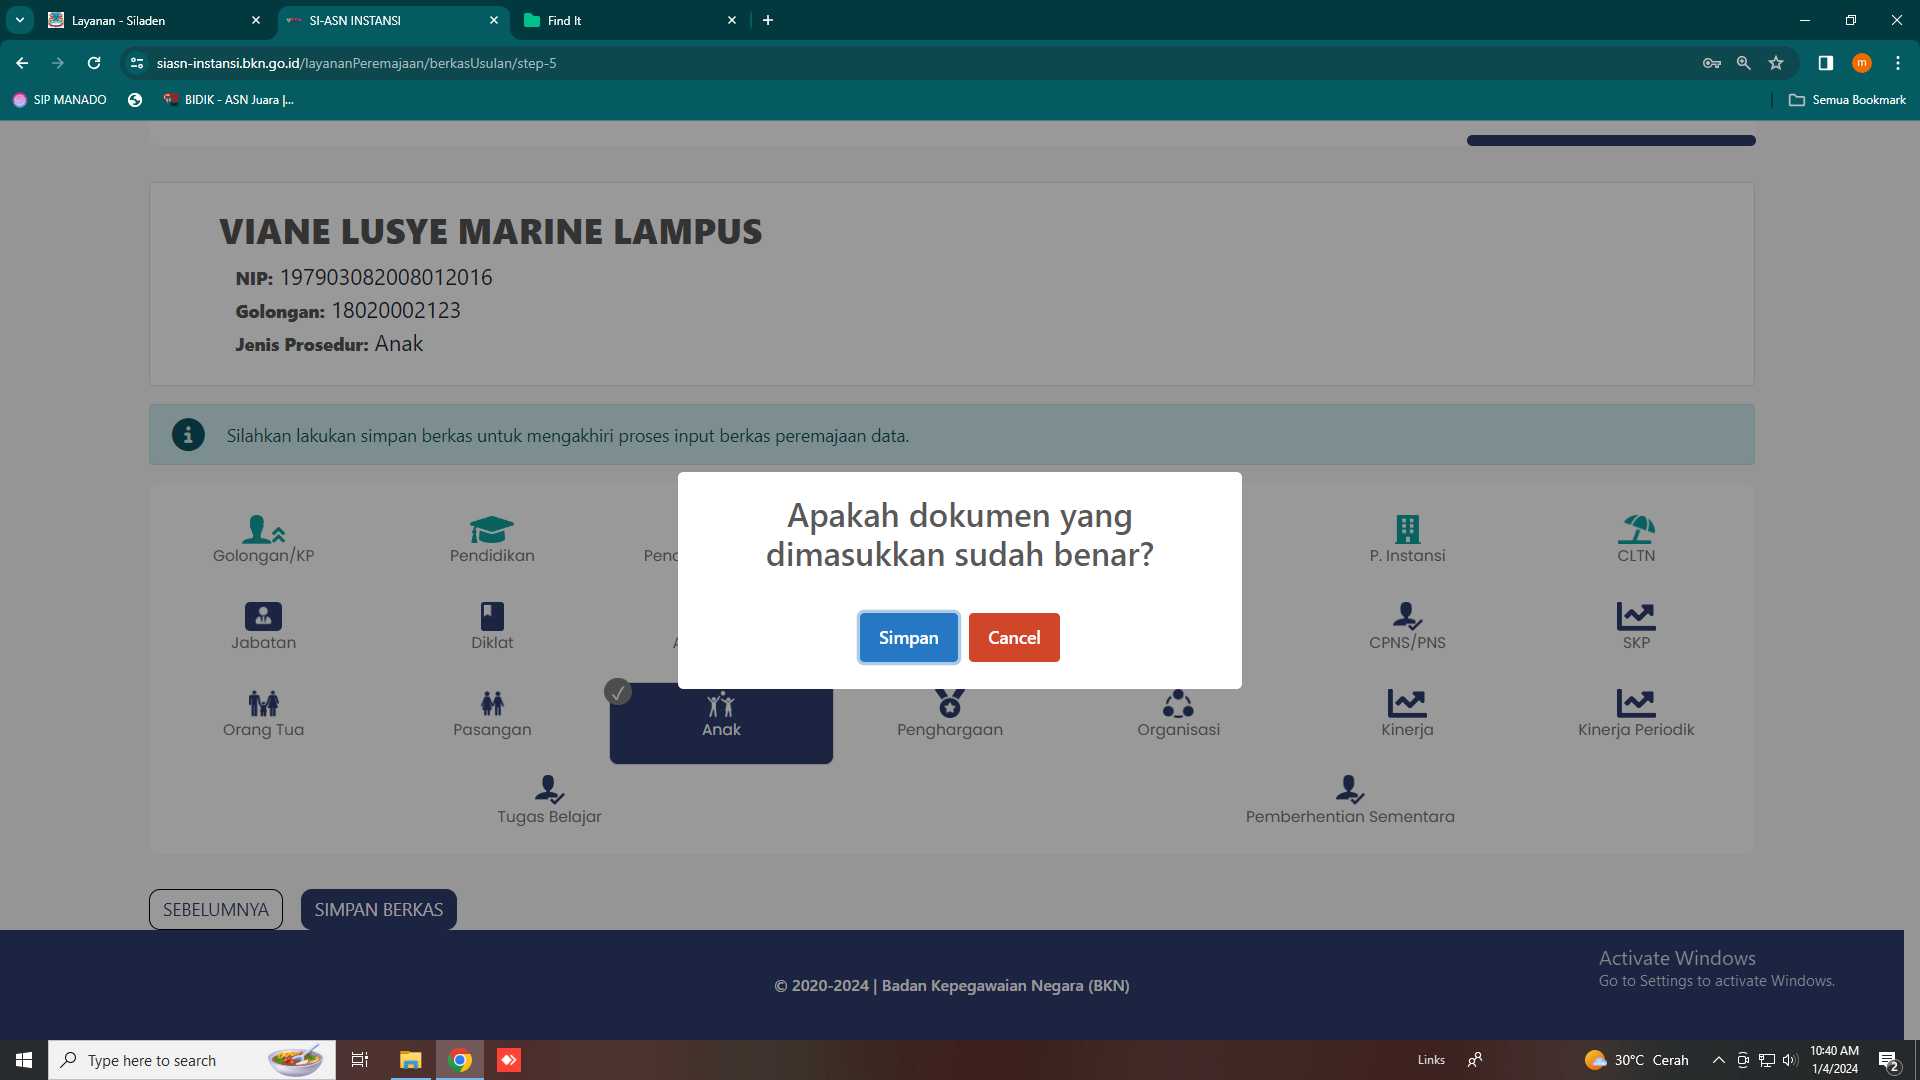 Layanan - Siladen
SI-ASN INSTANSI
Find It
siasn-instansi.bkn.go.id/layananPeremajaan/berkasUsulan/step-5
m
SIP MANADO
BIDIK - ASN Juara |...
Semua Bookmark
VIANE LUSYE MARINE LAMPUS
NIP: 197903082008012016
Golongan: 18020002123
Jenis Prosedur: Anak
Silahkan lakukan simpan berkas untuk mengakhiri proses input berkas peremajaan data.
Apakah dokumen yang
dimasukkan sudah benar?
Simpan Cancel
Golongan/KP
Pendidikan
P. Instansi
CLTN
Jabatan
Diklat
CPNS/PNS
SKP
Orang Tua
Pasangan
Anak
Penghargaan
Organisasi
Kinerja
Kinerja Periodik
Tugas Belajar
Pemberhentian Sementara
SEBELUMNYA
SIMPAN BERKAS
© 2020-2024 | Badan Kepegawaian Negara (BKN)
Activate Windows
Go to Settings to activate Windows.
Type here to search
Links
30°C Cerah
10:40 AM
1/4/2024
2